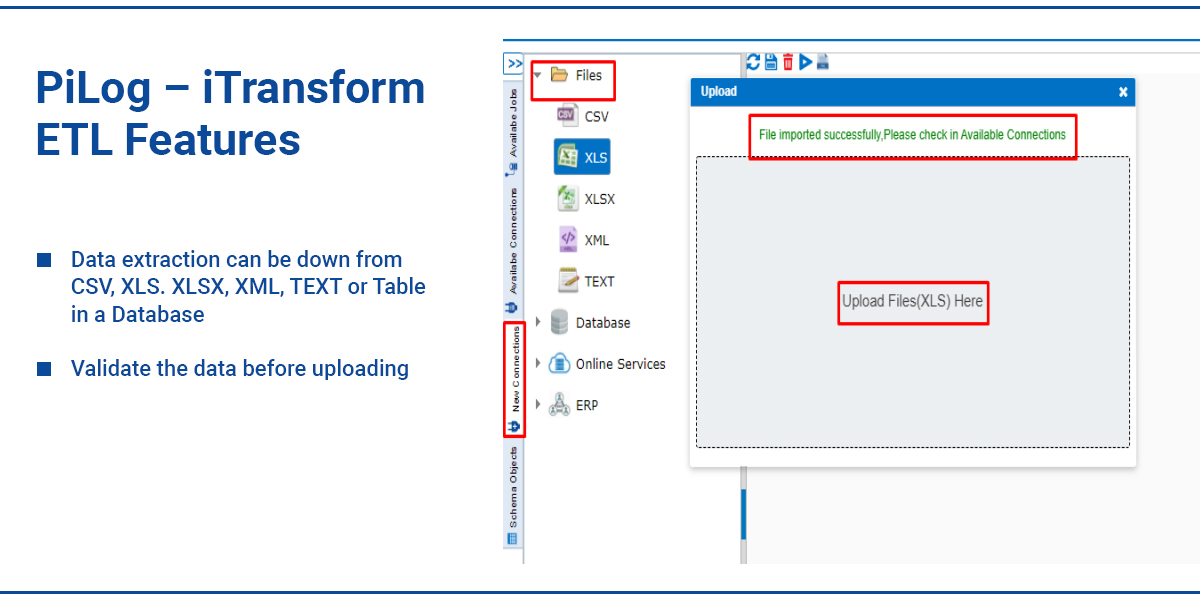 PiLog – iTransform
ETL Features
Data extraction can be down from
CSV, XLS. XLSX, XML, TEXT or Table
in a Database
Validate the data before uploading
>>
Availabe Jobs
Availabe Connections
New Connections
Schema Objects
Files
CSV
CSV
XLS
XLSX
XML
TEXT
Database
Online Services
ERP
Upload
File imported successfully,Please check in Available Connections
Upload Files(XLS) Here